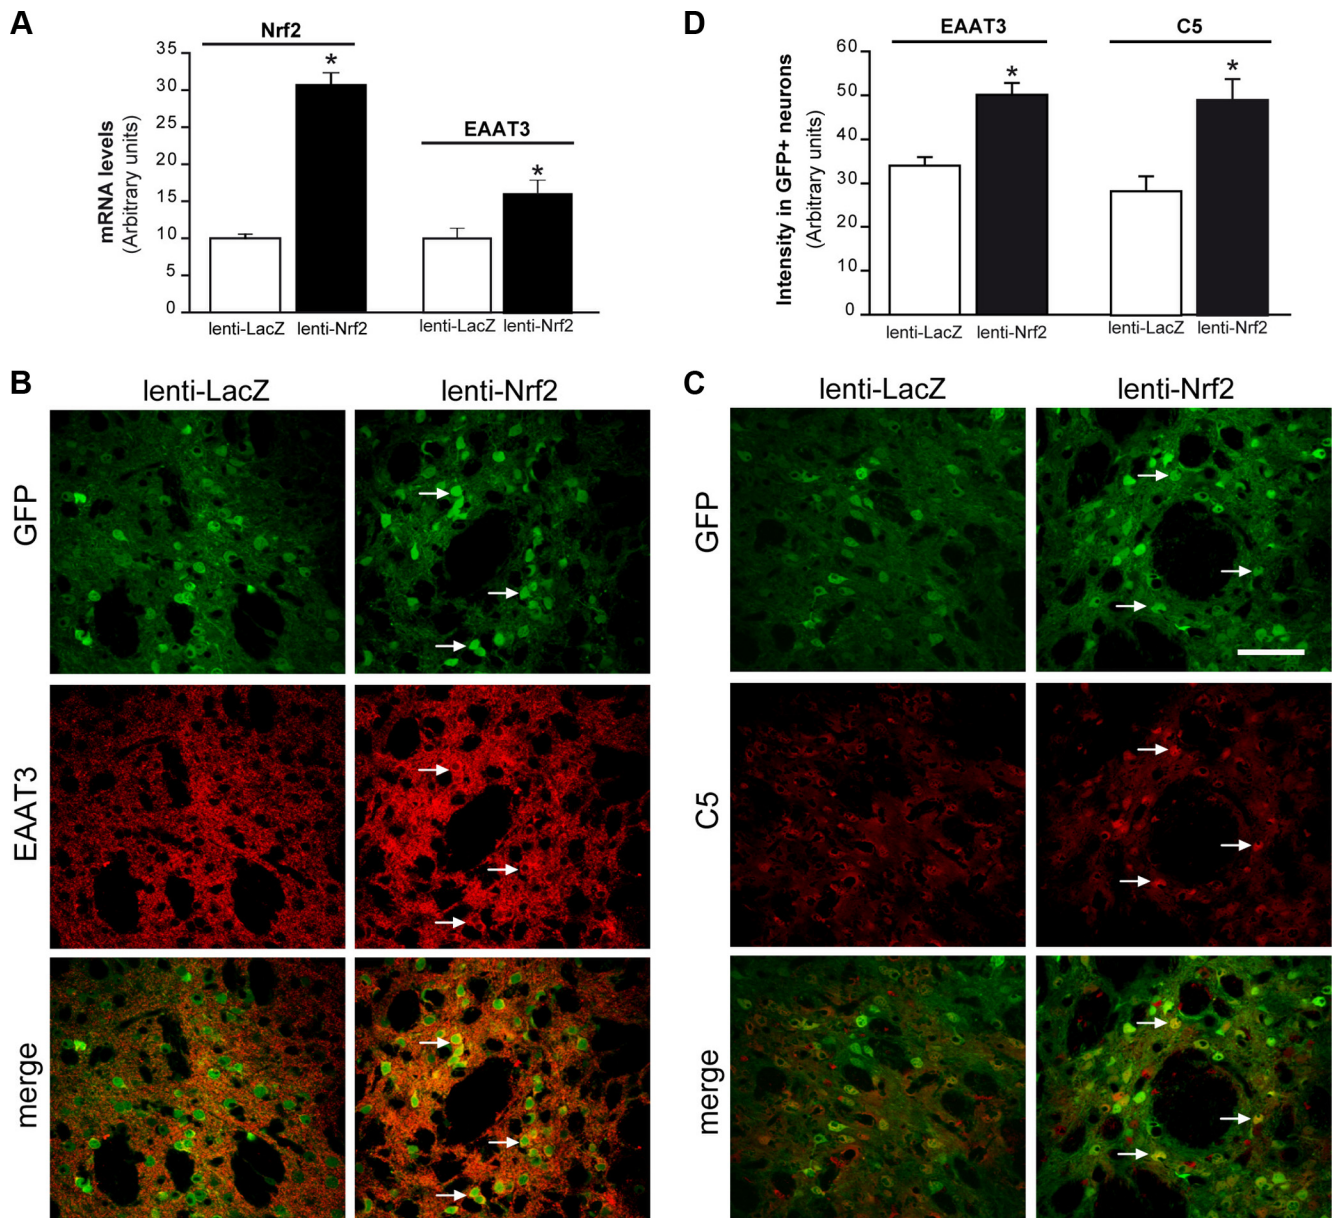 A
Nrf2
35
30
25
20
15
10
5
0
mRNA levels
(Arbitrary units)
*
EAAT3
*
lenti-LacZ
lenti-Nrf2
lenti-LacZ
lenti-Nrf2
D
EAAT3
C5
60
50
40
30
20
10
0
Intensity in GFP+ neurons
(Arbitrary units)
*
*
lenti-LacZ
lenti-Nrf2
lenti-LacZ
lenti-Nrf2
B
lenti-LacZ
lenti-Nrf2
GFP
EAAT3
merge
C
lenti-LacZ
lenti-Nrf2
GFP
C5
merge